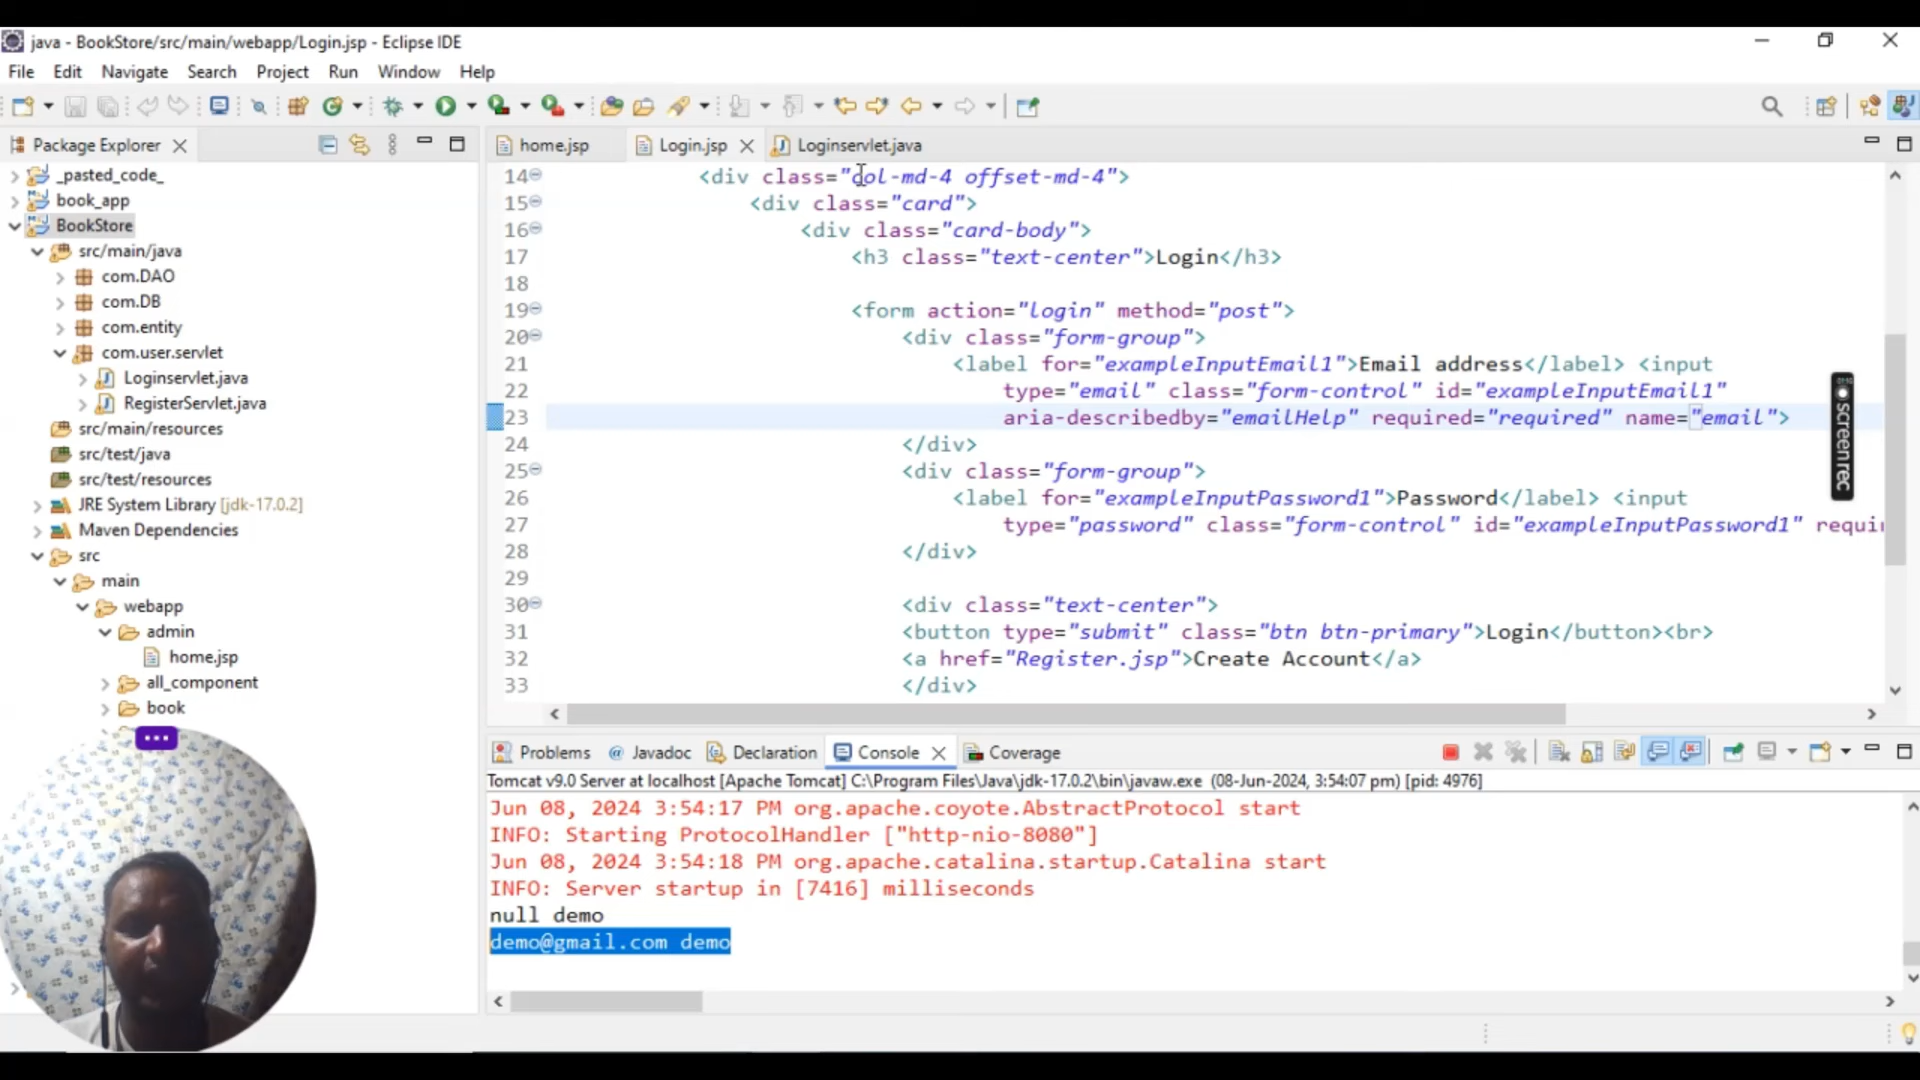 java - BookStore/src/main/webapp/Login.jsp - Eclipse IDE
File Edit Navigate Search Project Run Window Help
Package Explorer
home.jsp Login.jsp Loginservlet.java
_pasted_code_
book_app
BookStore
src/main/java
com.DAO
com.DB
com.entity
com.user.servlet
Loginservlet.java
RegisterServlet.java
src/main/resources
src/test/java
src/test/resources
JRE System Library [jdk-17.0.2]
Maven Dependencies
src
main
webapp
admin
home.jsp
all_component
book
14 <div class="col-md-4 offset-md-4">
15 <div class="card">
16 <div class="card-body">
17 <h3 class="text-center">Login</h3>
18
19 <form action="login" method="post">
20 <div class="form-group">
21 <label for="exampleInputEmail1">Email address</label> <input
22 type="email" class="form-control" id="exampleInputEmail1"
23 aria-describedby="emailHelp" required="required" name="email">
24 </div>
25 <div class="form-group">
26 <label for="exampleInputPassword1">Password</label> <input
27 type="password" class="form-control" id="exampleInputPassword1" requi
28 </div>
29
30 <div class="text-center">
31 <button type="submit" class="btn btn-primary">Login</button><br>
32 <a href="Register.jsp">Create Account</a>
33 </div>
screenrec
Problems Javadoc Declaration Console Coverage
Tomcat v9.0 Server at localhost [Apache Tomcat] C:\Program Files\Java\jdk-17.0.2\bin\javaw.exe (08-Jun-2024, 3:54:07 pm) [pid: 4976]
Jun 08, 2024 3:54:17 PM org.apache.coyote.AbstractProtocol start
INFO: Starting ProtocolHandler ["http-nio-8080"]
Jun 08, 2024 3:54:18 PM org.apache.catalina.startup.Catalina start
INFO: Server startup in [7416] milliseconds
null demo
demo@gmail.com demo